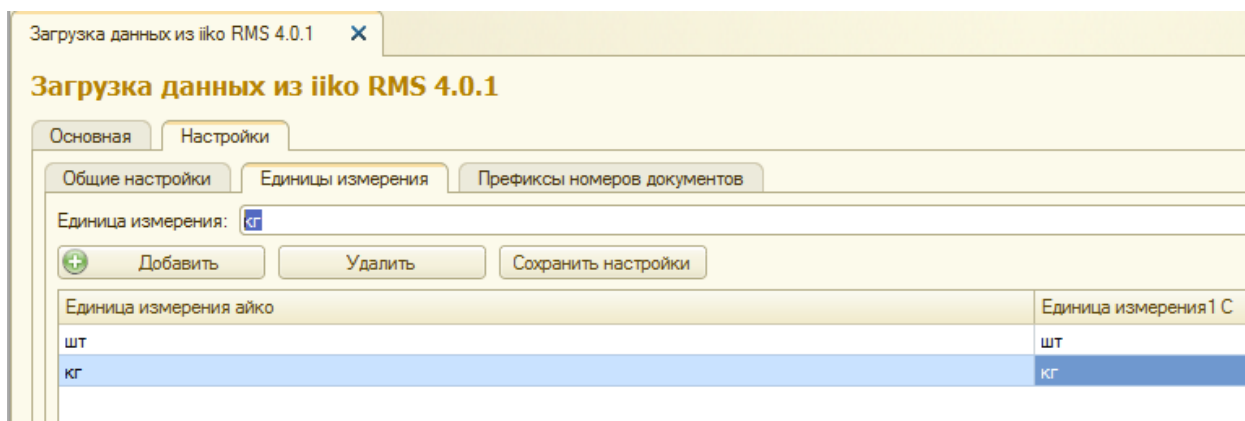 Загрузка данных из iiko RMS 4.0.1
Загрузка данных из iiko RMS 4.0.1
Основная Настройки
Общие настройки Единицы измерения Префиксы номеров документов
Единица измерения: кг
Добавить Удалить Сохранить настройки
Единица измерения айко Единица измерения1 С
шт шт
кг кг